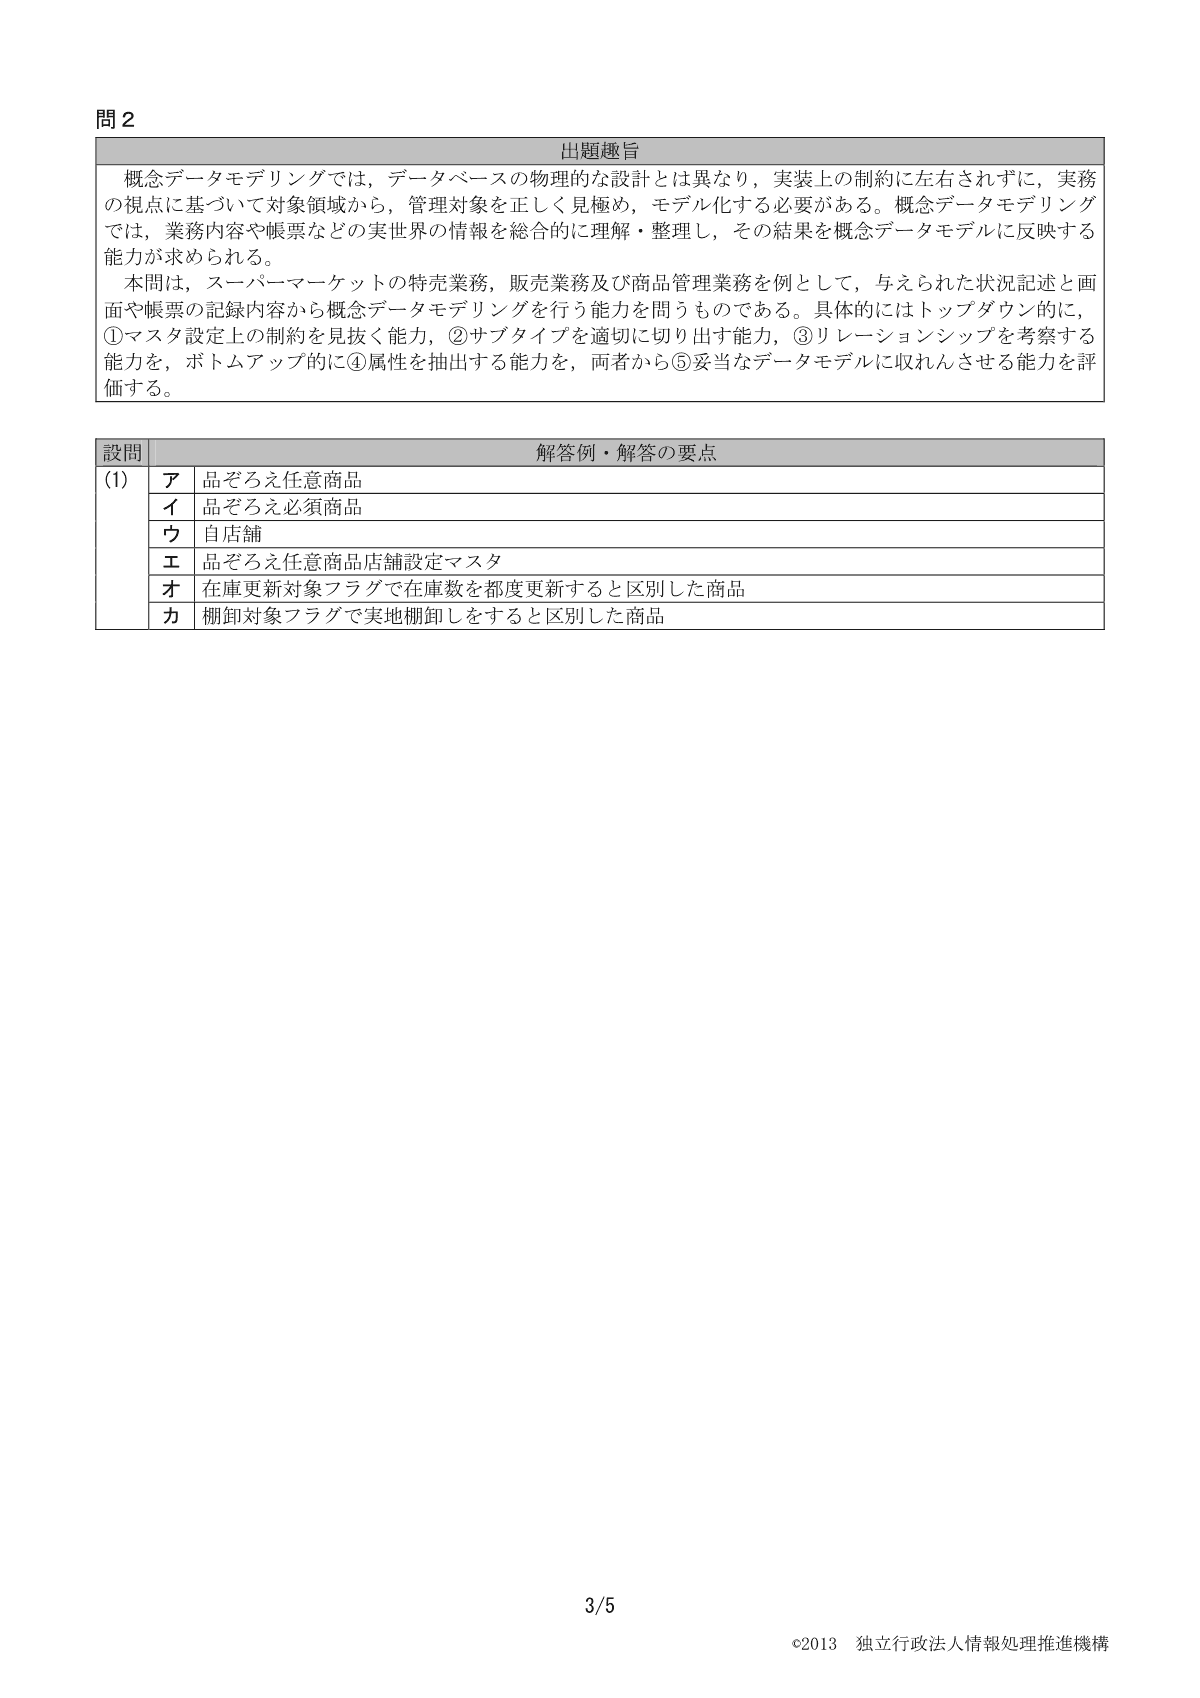 問２
出題趣旨
　概念データモデリングでは，データベースの物理的な設計とは異なり，実装上の制約に左右されずに，実務
の視点に基づいて対象領域から，管理対象を正しく見極め，モデル化する必要がある。概念データモデリング
では，業務内容や帳票などの実世界の情報を総合的に理解・整理し，その結果を概念データモデルに反映する
能力が求められる。
　本問は，スーパーマーケットの特売業務，販売業務及び商品管理業務を例として，与えられた状況記述と画
面や帳票の記録内容から概念データモデリングを行う能力を問うものである。具体的にはトップダウン的に，
①マスタ設定上の制約を見抜く能力，②サブタイプを適切に切り出す能力，③リレーションシップを考察する
能力を，ボトムアップ的に④属性を抽出する能力を，両者から⑤妥当なデータモデルに収れんさせる能力を評
価する。
設問 解答例・解答の要点
(1) ア 品ぞろえ任意商品
イ 品ぞろえ必須商品
ウ 自店舗
エ 品ぞろえ任意商品店舗設定マスタ
オ 在庫更新対象フラグで在庫数を都度更新すると区別した商品
カ 棚卸対象フラグで実地棚卸しをすると区別した商品
3/5
©2013　独立行政法人情報処理推進機構